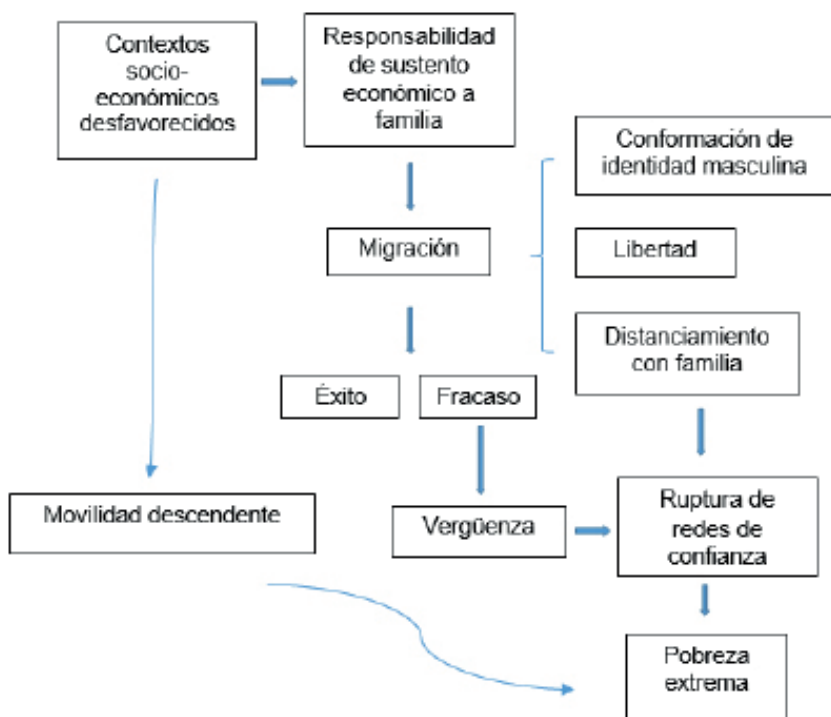 Contextos
socio-
económicos
desfavorecidos
Responsabilidad
de sustento
económico a
familia
Conformación de
identidad masculina
Migración
Libertad
Distanciamiento
con familia
Éxito
Fracaso
Movilidad descendente
Vergüenza
Ruptura de
redes de
confianza
Pobreza
extrema